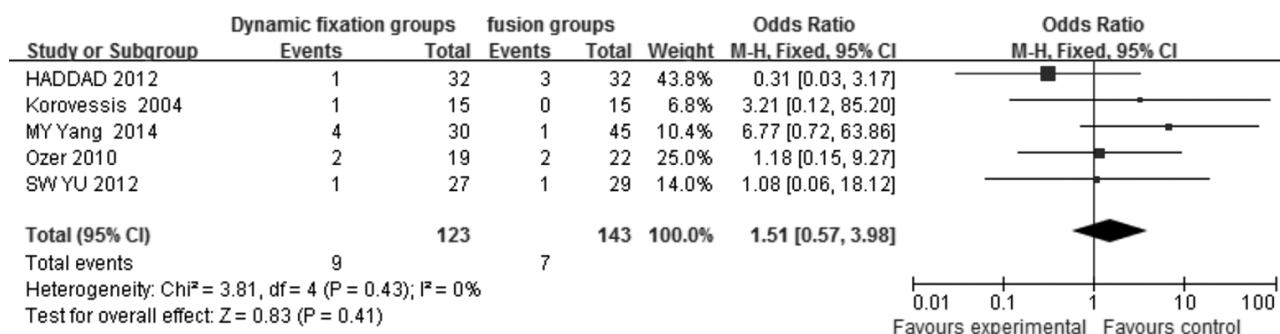 Dynamic fixation groups fusion groups Odds Ratio Odds Ratio
Study or Subgroup Events Total Events Total Weight M-H, Fixed, 95% CI M-H, Fixed, 95% CI
HADDAD 2012 1 32 3 32 43.8% 0.31 [0.03, 3.17]
Korovessis 2004 1 15 0 15 6.8% 3.21 [0.12, 85.20]
MY Yang 2014 4 30 1 45 10.4% 6.77 [0.72, 63.86]
Ozer 2010 2 19 2 22 25.0% 1.18 [0.15, 9.27]
SW YU 2012 1 27 1 29 14.0% 1.08 [0.06, 18.12]
Total (95% CI) 123 143 100.0% 1.51 [0.57, 3.98]
Total events 9 7
Heterogeneity: Chi² = 3.81, df = 4 (P = 0.43); I² = 0%
Test for overall effect: Z = 0.83 (P = 0.41)
0.01 0.1 1 10 100
Favours experimental Favours control